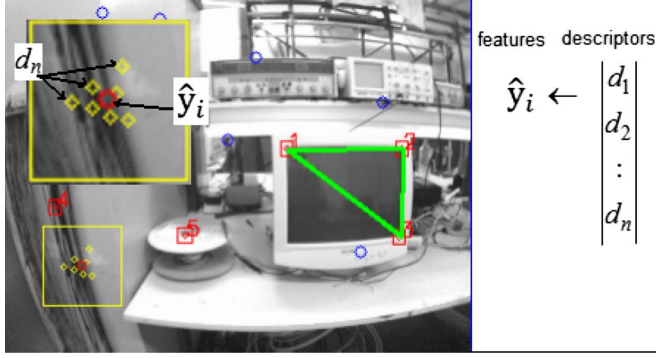 d_n
ŷ_i
1
2
3
4
5
features descriptors
ŷ_i ← d_1
d_2
:
d_n